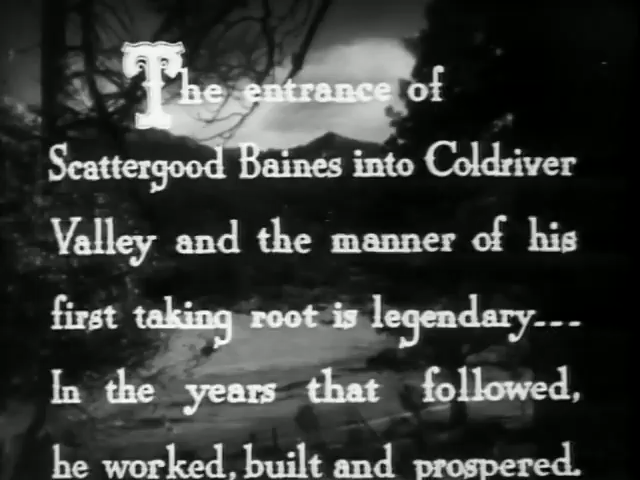 The entrance of
Scattergood Baines into Coldriver
Valley and the manner of his
first taking root is legendary---
In the years that followed,
he worked, built and prospered.